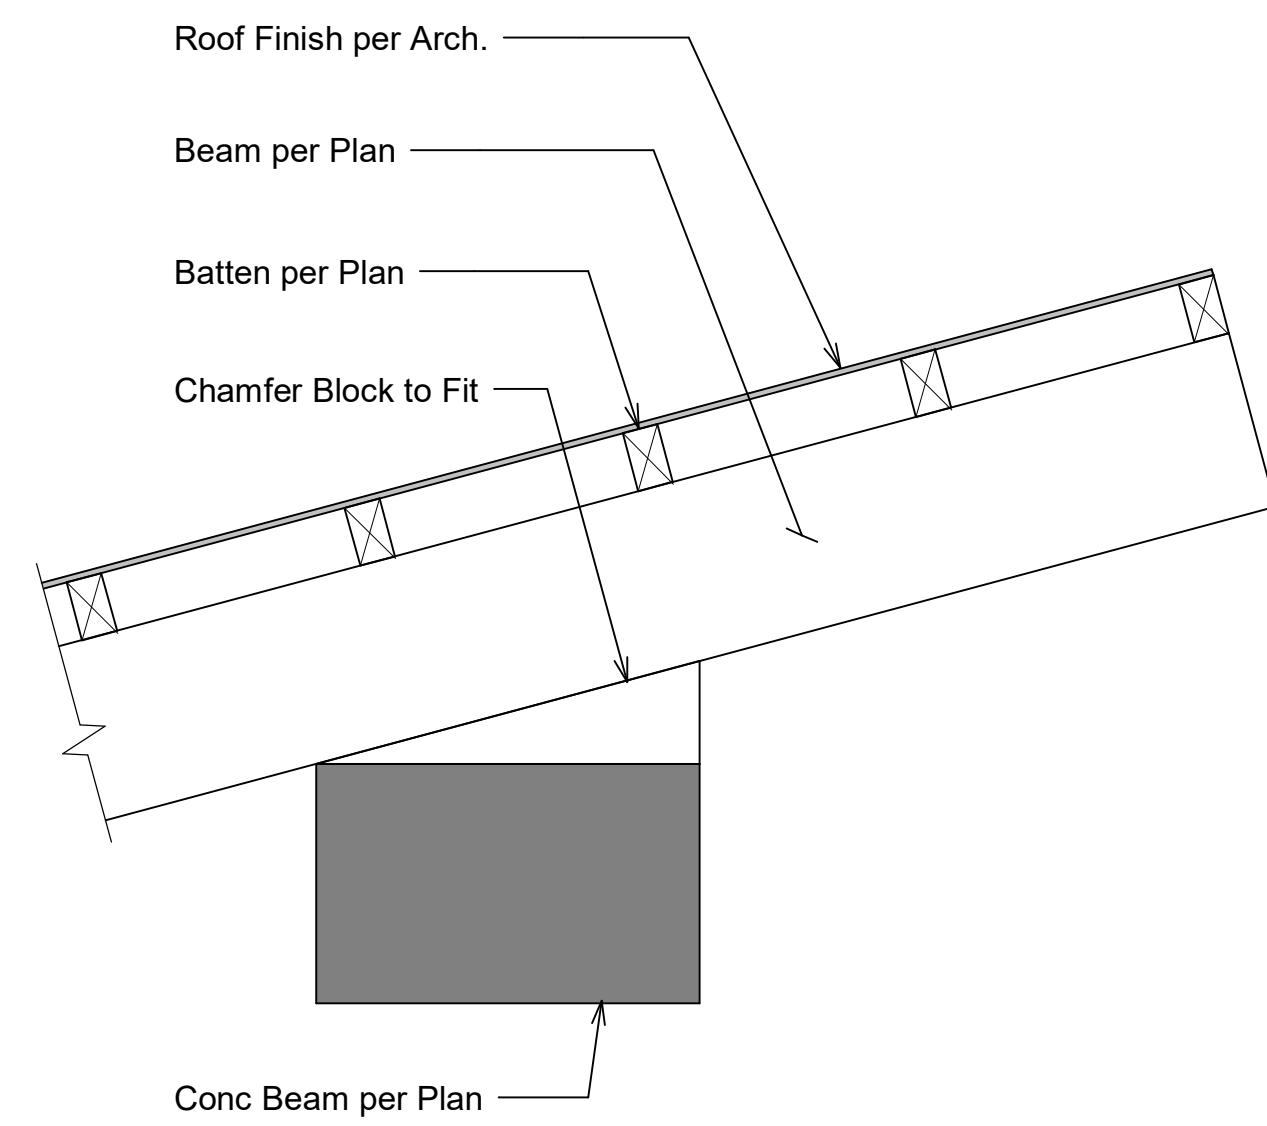 Roof Finish per Arch.
Beam per Plan
Batten per Plan
Chamfer Block to Fit
Conc Beam per Plan